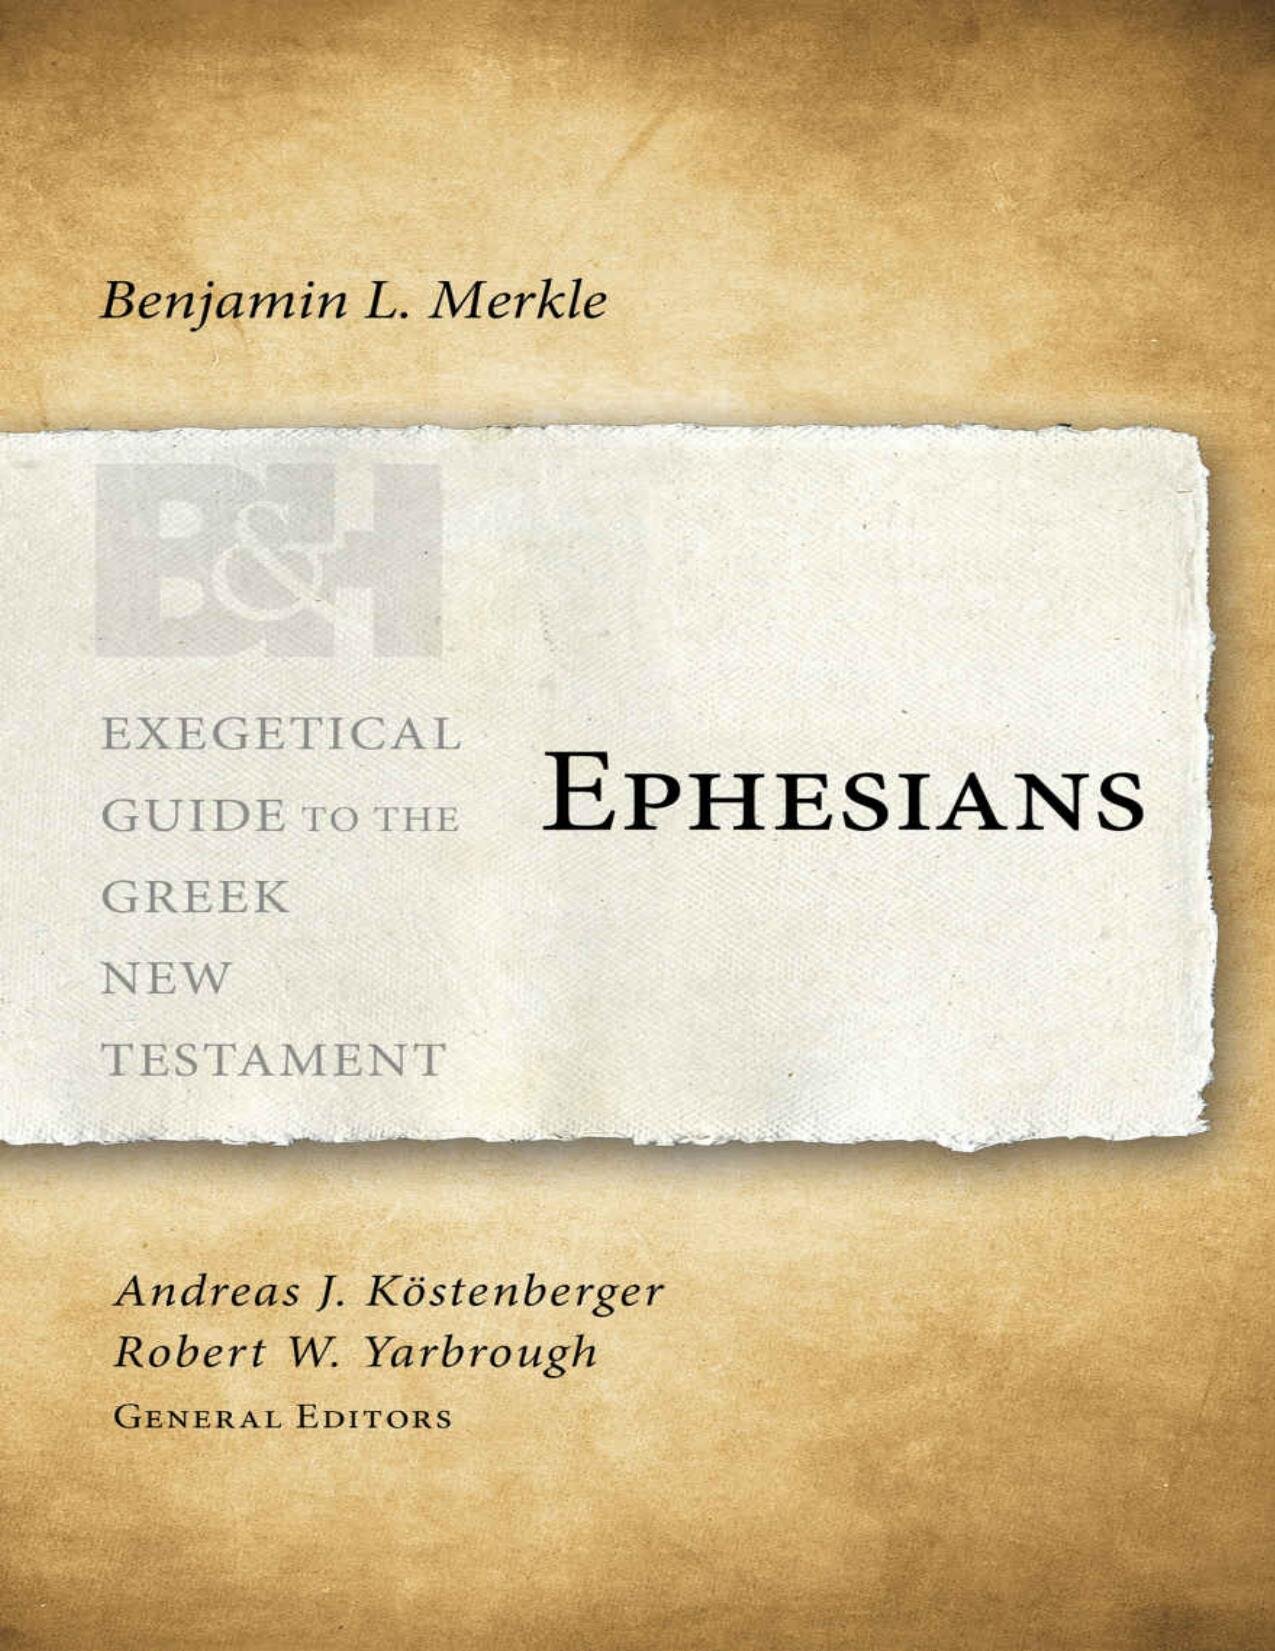 Benjamin L. Merkle
B&H
EXEGETICAL
GUIDE TO THE
GREEK
NEW
TESTAMENT
EPHESIANS
Andreas J. Köstenberger
Robert W. Yarbrough
GENERAL EDITORS